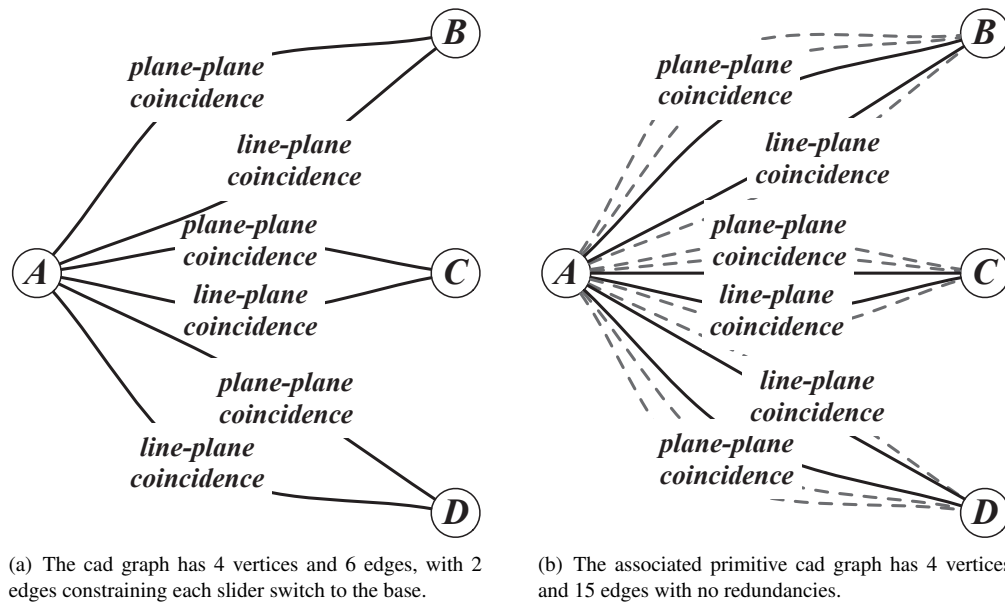 B
plane-plane
coincidence
line-plane
coincidence
plane-plane
coincidence
A
C
line-plane
coincidence
plane-plane
coincidence
line-plane
coincidence
D
(a) The cad graph has 4 vertices and 6 edges, with 2
edges constraining each slider switch to the base.
B
plane-plane
coincidence
line-plane
coincidence
plane-plane
coincidence
A
C
line-plane
coincidence
line-plane
coincidence
plane-plane
coincidence
D
(b) The associated primitive cad graph has 4 vertices
and 15 edges with no redundancies.